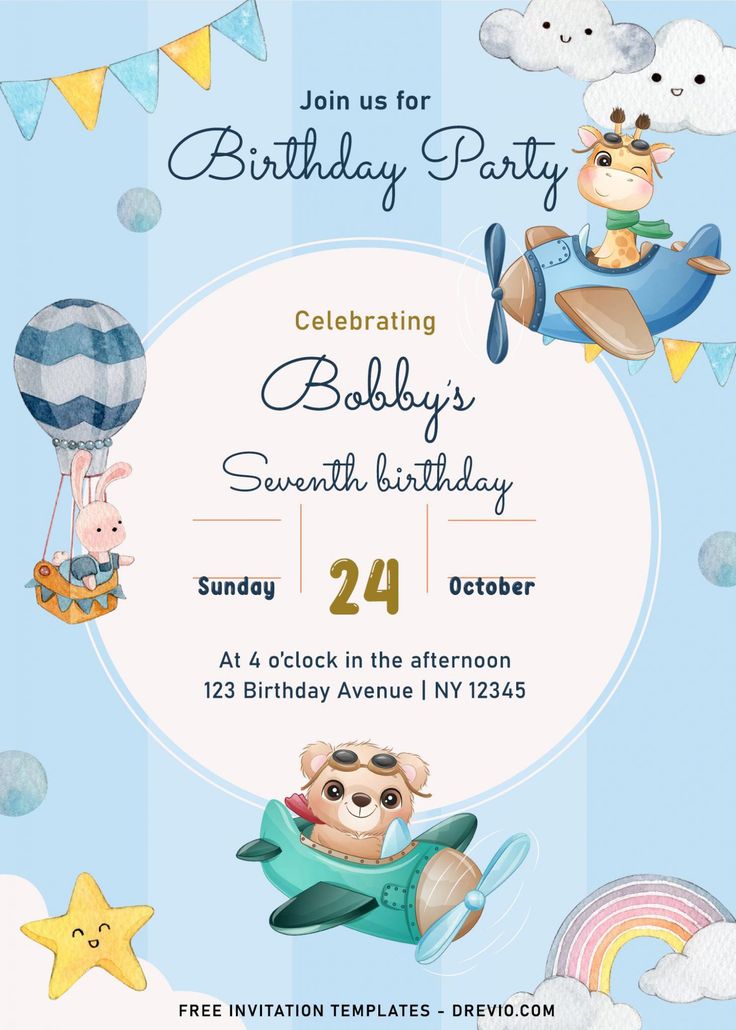 Join us for
Birthday Party
Celebrating
Bobby's
Seventh birthday
Sunday 24 October
At 4 o'clock in the afternoon
123 Birthday Avenue | NY 12345
FREE INVITATION TEMPLATES - DREVIO.COM